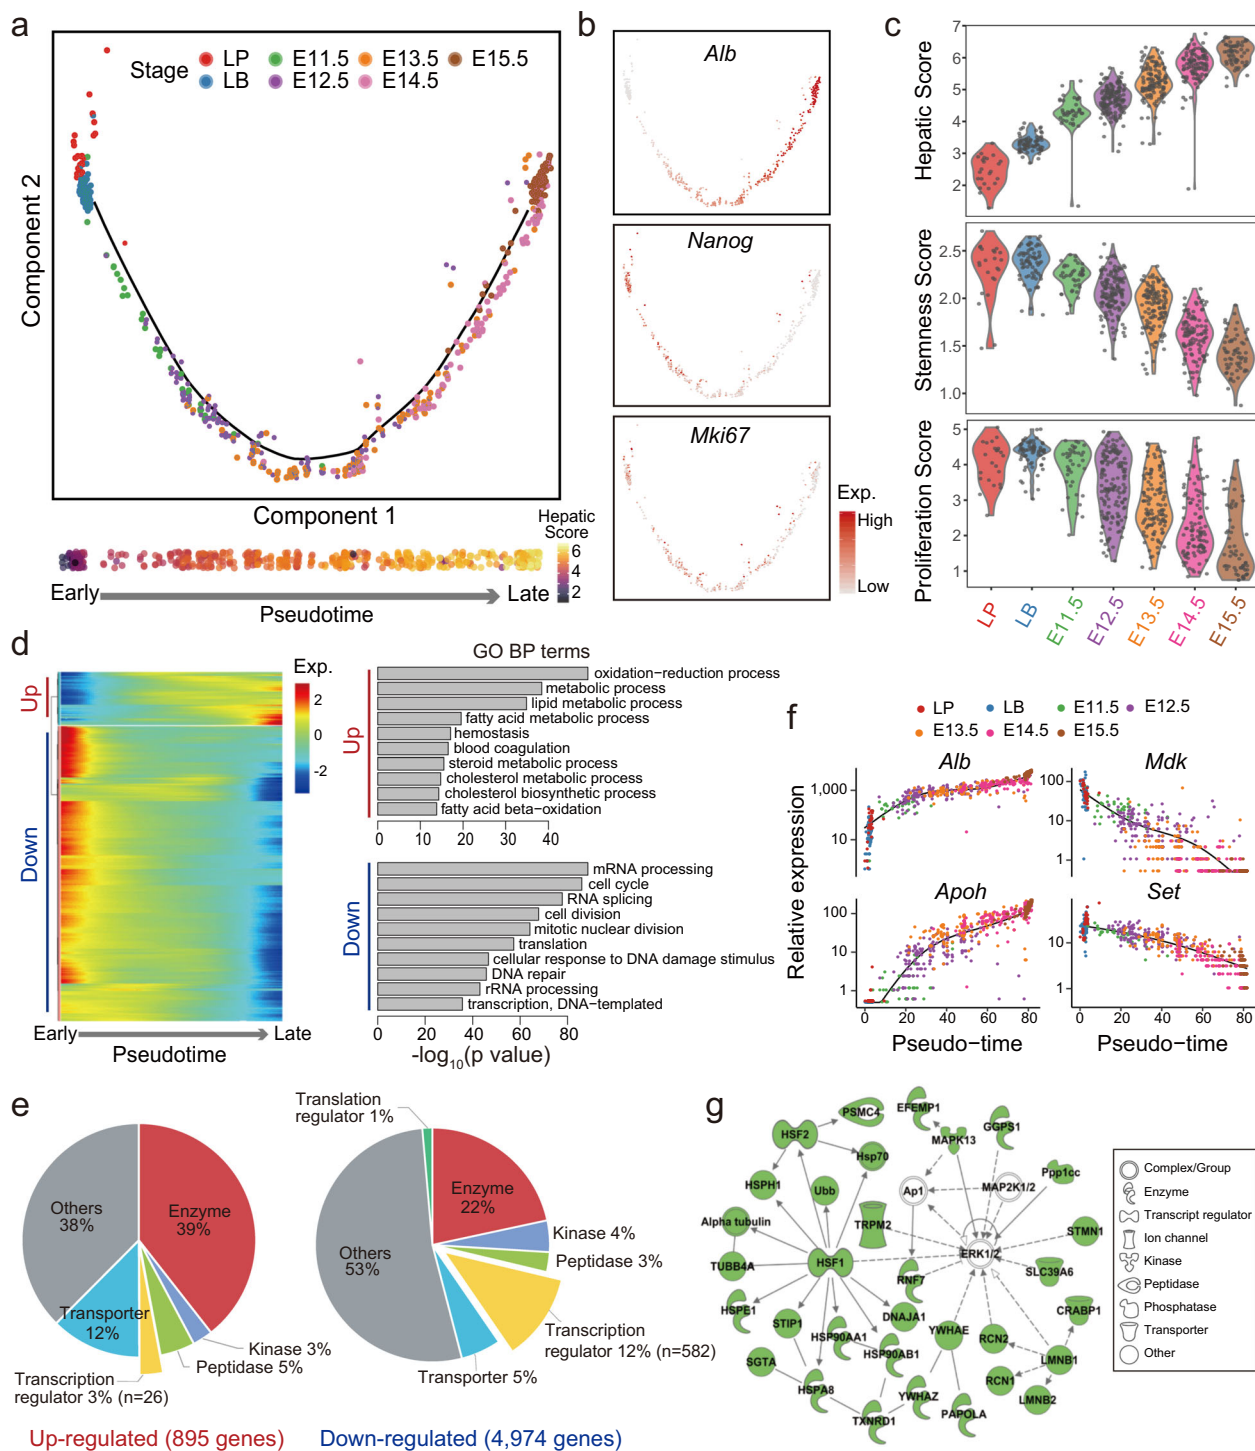 a
Stage
LP
E11.5
E13.5
E15.5
LB
E12.5
E14.5
Component 2
Component 1
Hepatic
Score
6
4
2
Early
Late
Pseudotime
b
Alb
Nanog
Mki67
Exp.
High
Low
c
Hepatic Score
7
6
5
4
3
2
Stemness Score
2.5
2.0
1.5
1.0
Proliferation Score
5
4
3
2
1
LP
LB
E11.5
E12.5
E13.5
E14.5
E15.5
d
Up
Down
Exp.
2
0
-2
Early
Late
Pseudotime
GO BP terms
Up
oxidation-reduction process
metabolic process
lipid metabolic process
fatty acid metabolic process
hemostasis
blood coagulation
steroid metabolic process
cholesterol metabolic process
cholesterol biosynthetic process
fatty acid beta-oxidation
0 10 20 30 40
Down
mRNA processing
cell cycle
RNA splicing
cell division
mitotic nuclear division
translation
cellular response to DNA damage stimulus
DNA repair
rRNA processing
transcription, DNA-templated
0 20 40 60 80
-log10(p value)
f
LP
LB
E11.5
E12.5
E13.5
E14.5
E15.5
Relative expression
Alb
1,000
10
Mdk
100
10
1
Apoh
100
10
1
Set
100
10
1
0 20 40 60 80
0 20 40 60 80
Pseudo-time
Pseudo-time
e
Others
38%
Enzyme
39%
Transporter
12%
Kinase 3%
Peptidase 5%
Transcription
regulator 3% (n=26)
Up-regulated (895 genes)
Translation
regulator 1%
Enzyme
22%
Kinase 4%
Peptidase 3%
Others
53%
Transcription
regulator 12% (n=582)
Transporter 5%
Down-regulated (4,974 genes)
g
PSMC4
EFEMP1
HSF2
MAPK13
GGPS1
Hsp70
Ppp1cc
HSPH1
Ubb
Ap1
MAP2K1/2
Alpha tubulin
TRPM2
STMN1
ERK1/2
TUBB4A
HSF1
RNF7
SLC39A6
HSPE1
DNAJA1
CRABP1
STIP1
HSP90AA1
YWHAE
RCN2
HSP90AB1
SGTA
LMNB1
HSPA8
YWHAZ
RCN1
LMNB2
TXNRD1
PAPOLA
Complex/Group
Enzyme
Transcript regulator
Ion channel
Kinase
Peptidase
Phosphatase
Transporter
Other